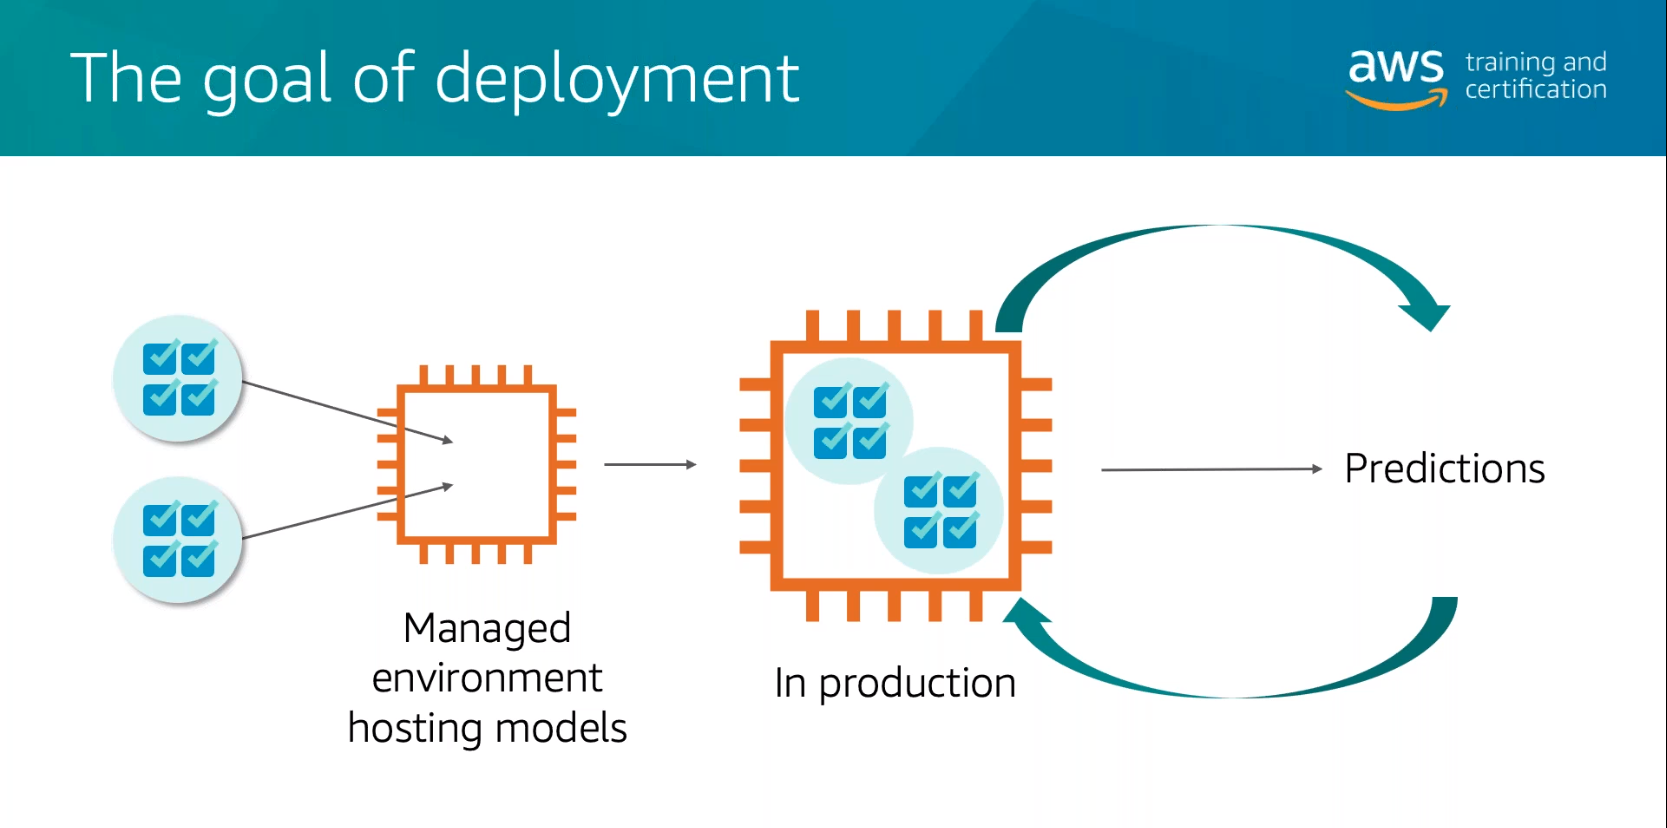 The goal of deployment
aws
training and
certification
Managed
environment
hosting models
In production
Predictions